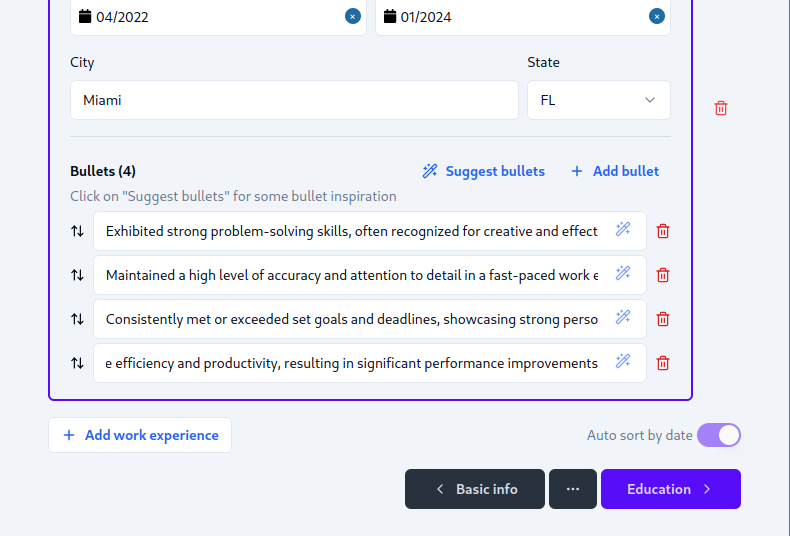 04/2022 01/2024
City State
Miami FL
Bullets (4) Suggest bullets Add bullet
Click on "Suggest bullets" for some bullet inspiration
Exhibited strong problem-solving skills, often recognized for creative and effect
Maintained a high level of accuracy and attention to detail in a fast-paced work e
Consistently met or exceeded set goals and deadlines, showcasing strong perso
e efficiency and productivity, resulting in significant performance improvements
Add work experience Auto sort by date
Basic info ... Education